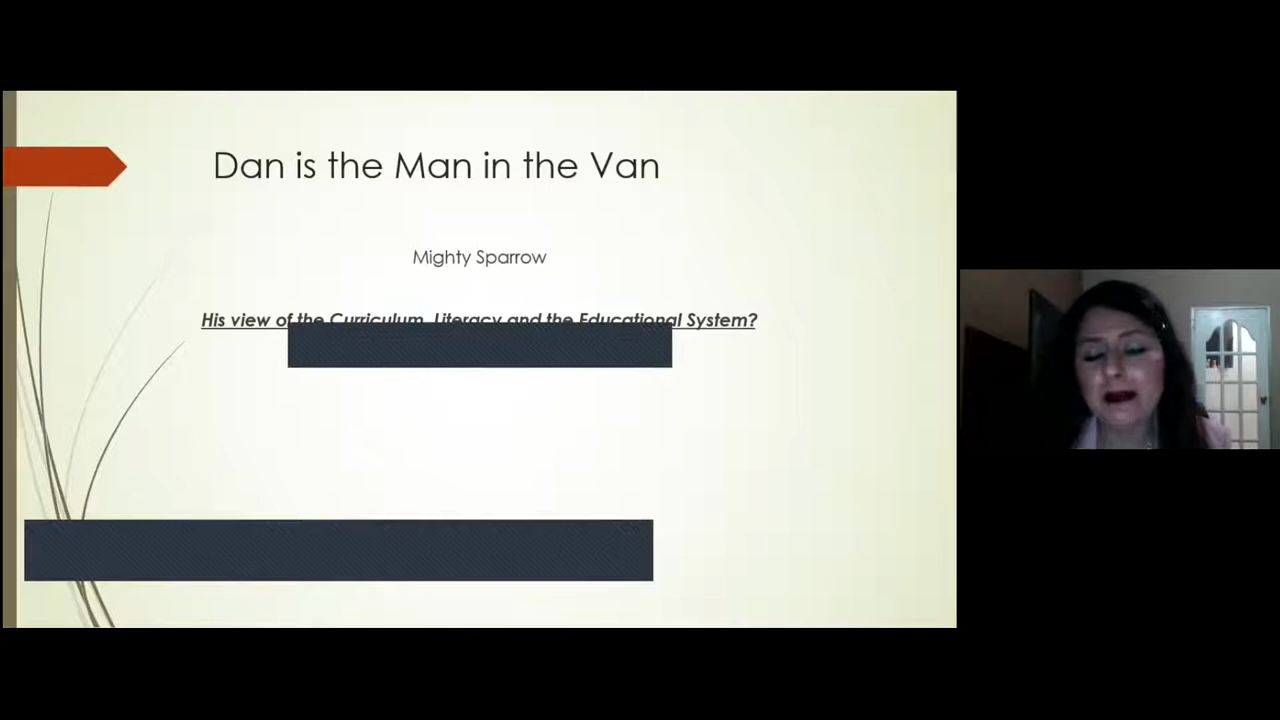 Dan is the Man in the Van
Mighty Sparrow
His view of the Curriculum, Literacy and the Educational System?